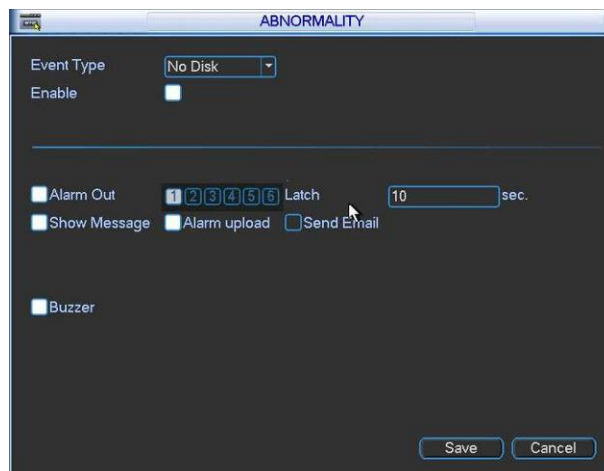 ABNORMALITY
Event Type No Disk
Enable
Alarm Out 1 2 3 4 5 6 Latch 10 sec.
Show Message Alarm upload Send Email
Buzzer
Save Cancel